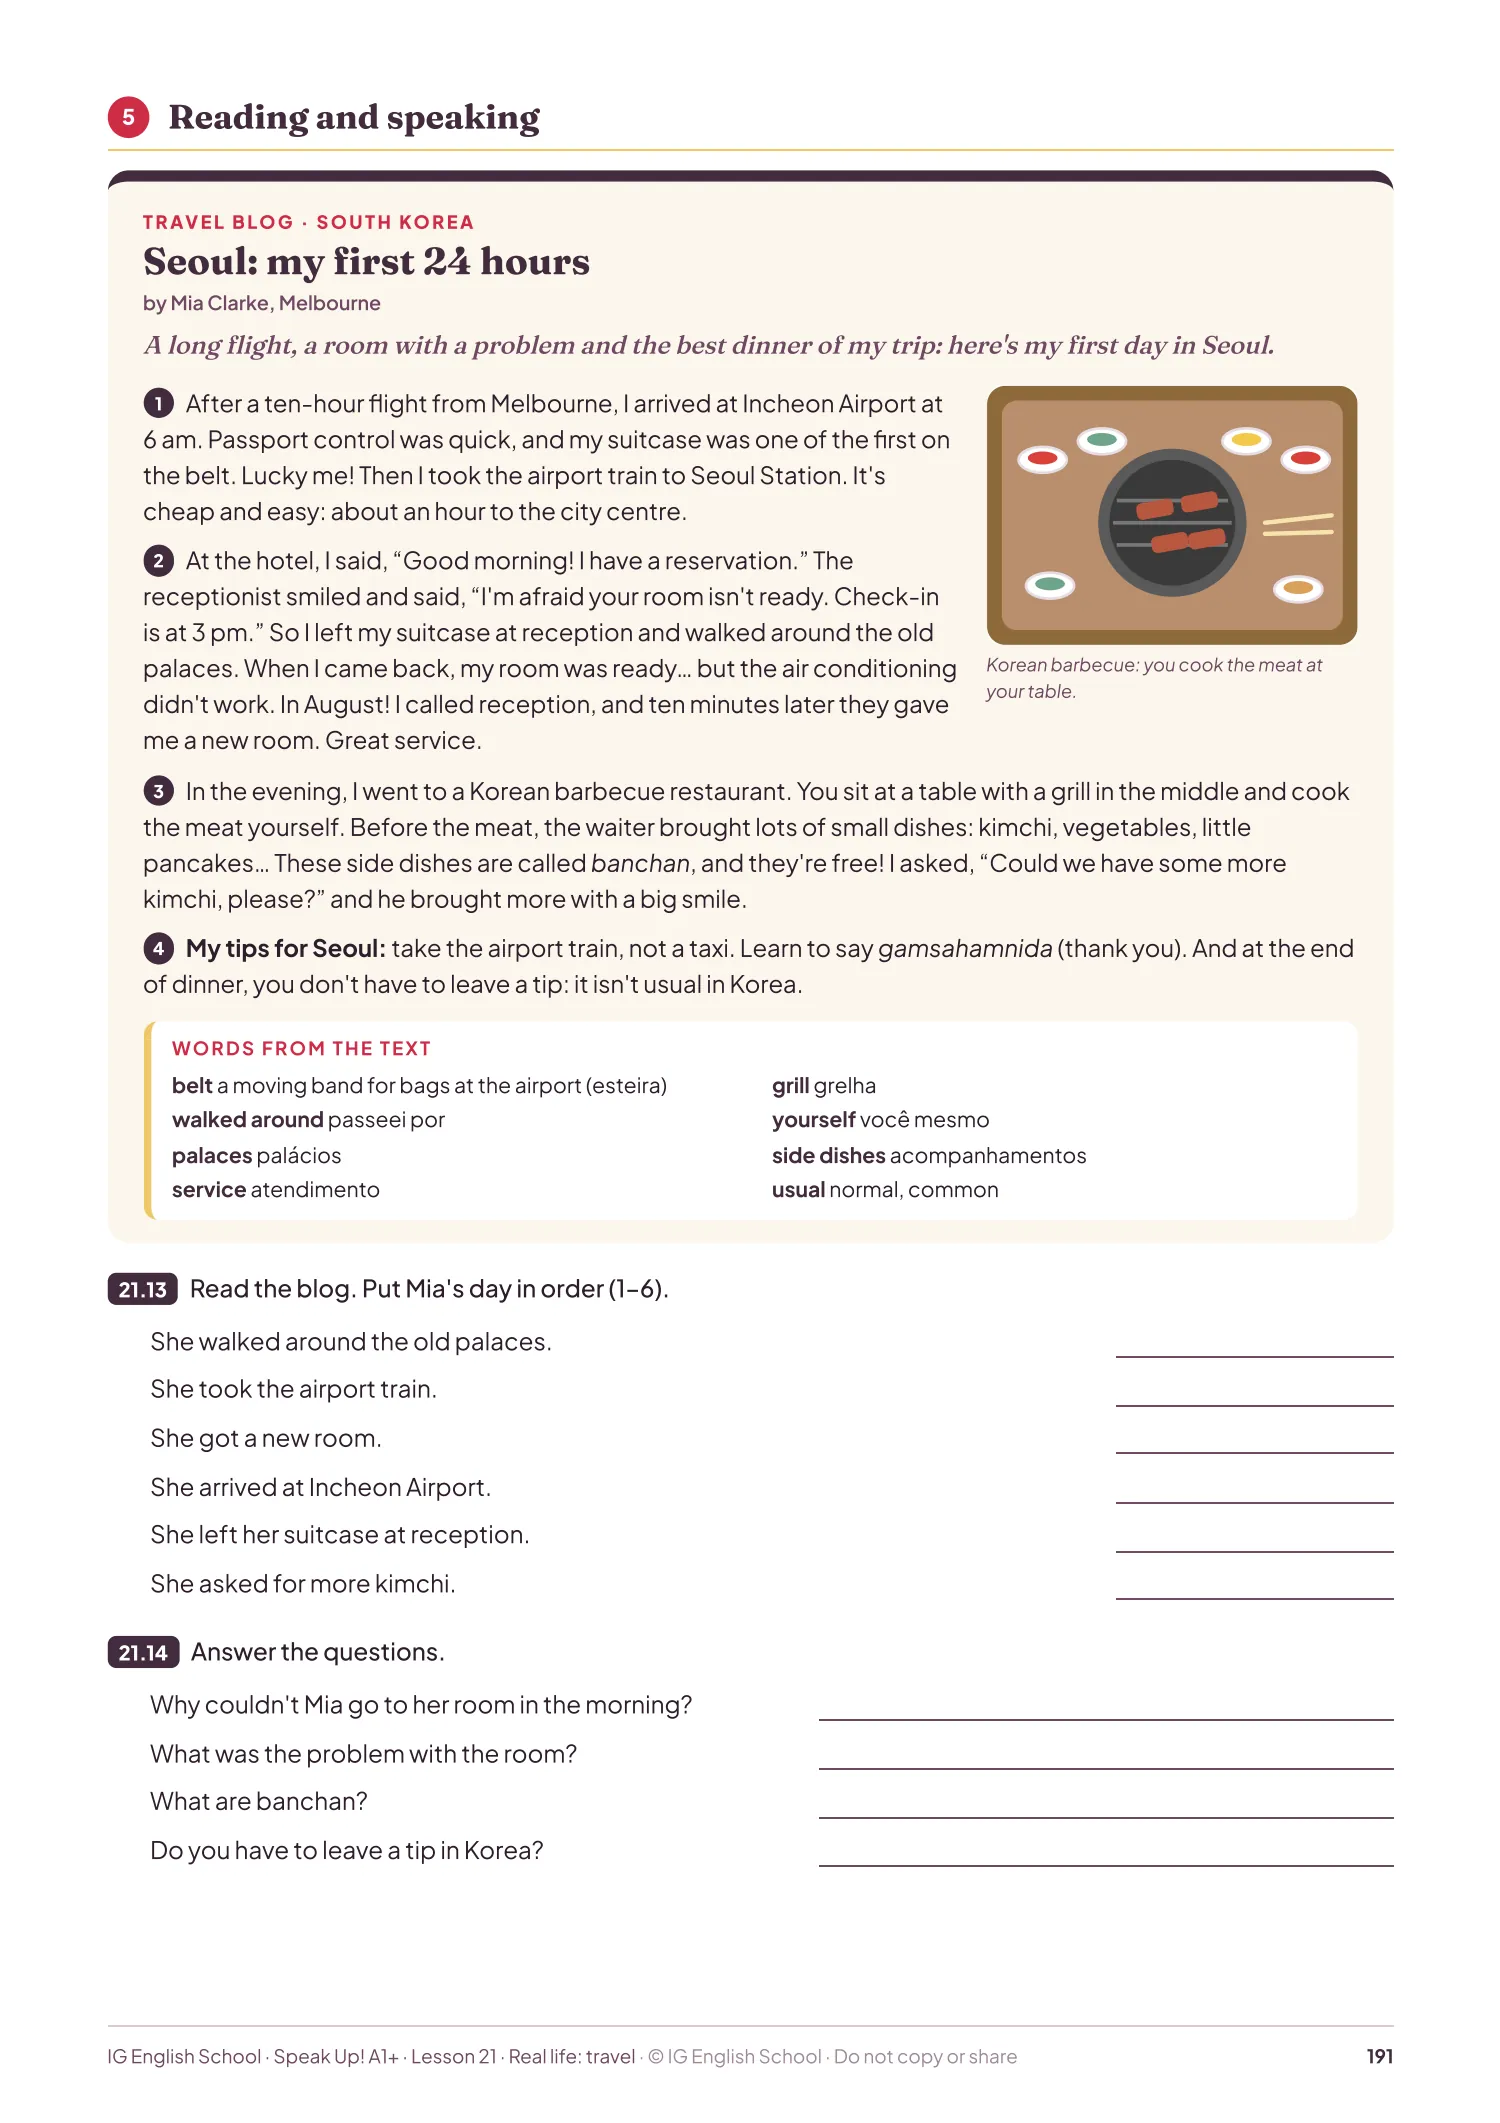 5 Reading and speaking
TRAVEL BLOG · SOUTH KOREA
Seoul: my first 24 hours
by Mia Clarke, Melbourne
A long flight, a room with a problem and the best dinner of my trip: here's my first day in Seoul.
1 After a ten-hour flight from Melbourne, I arrived at Incheon Airport at
6 am. Passport control was quick, and my suitcase was one of the first on
the belt. Lucky me! Then I took the airport train to Seoul Station. It's
cheap and easy: about an hour to the city centre.
2 At the hotel, I said, “Good morning! I have a reservation.” The
receptionist smiled and said, “I'm afraid your room isn't ready. Check-in
is at 3 pm.” So I left my suitcase at reception and walked around the old
palaces. When I came back, my room was ready… but the air conditioning
didn't work. In August! I called reception, and ten minutes later they gave
me a new room. Great service.
Korean barbecue: you cook the meat at
your table.
3 In the evening, I went to a Korean barbecue restaurant. You sit at a table with a grill in the middle and cook
the meat yourself. Before the meat, the waiter brought lots of small dishes: kimchi, vegetables, little
pancakes… These side dishes are called banchan, and they're free! I asked, “Could we have some more
kimchi, please?” and he brought more with a big smile.
4 My tips for Seoul: take the airport train, not a taxi. Learn to say gamsahamnida (thank you). And at the end
of dinner, you don't have to leave a tip: it isn't usual in Korea.
WORDS FROM THE TEXT
belt a moving band for bags at the airport (esteira)
walked around passeei por
palaces palácios
service atendimento
grill grelha
yourself você mesmo
side dishes acompanhamentos
usual normal, common
21.13 Read the blog. Put Mia's day in order (1–6).
She walked around the old palaces.
She took the airport train.
She got a new room.
She arrived at Incheon Airport.
She left her suitcase at reception.
She asked for more kimchi.
21.14 Answer the questions.
Why couldn't Mia go to her room in the morning?
What was the problem with the room?
What are banchan?
Do you have to leave a tip in Korea?
IG English School · Speak Up! A1+ · Lesson 21 · Real life: travel · © IG English School · Do not copy or share
191